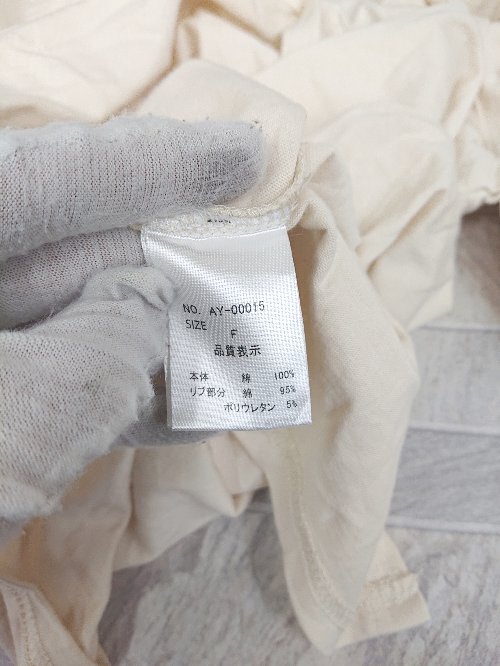 NO. AY-00015
SIZE
F
品質表示
本体 綿 100%
リブ部分 綿 95%
ポリウレタン 5%